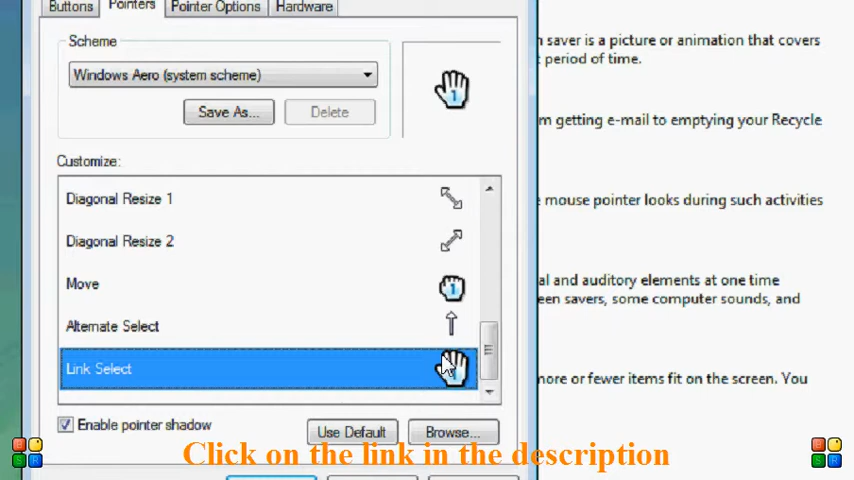 Buttons
Pointers
Pointer Options
Hardware
Scheme
Windows Aero (system scheme)
Save As...
Delete
1
Customize:
Diagonal Resize 1
Diagonal Resize 2
Move
1
Alternate Select
Link Select
Enable pointer shadow
Use Default
Browse...
n saver is a picture or animation that covers
t period of time.
m getting e-mail to emptying your Recycle
e mouse pointer looks during such activities
al and auditory elements at one time
een savers, some computer sounds, and
more or fewer items fit on the screen. You
Click on the link in the description
B
S R
B
S R